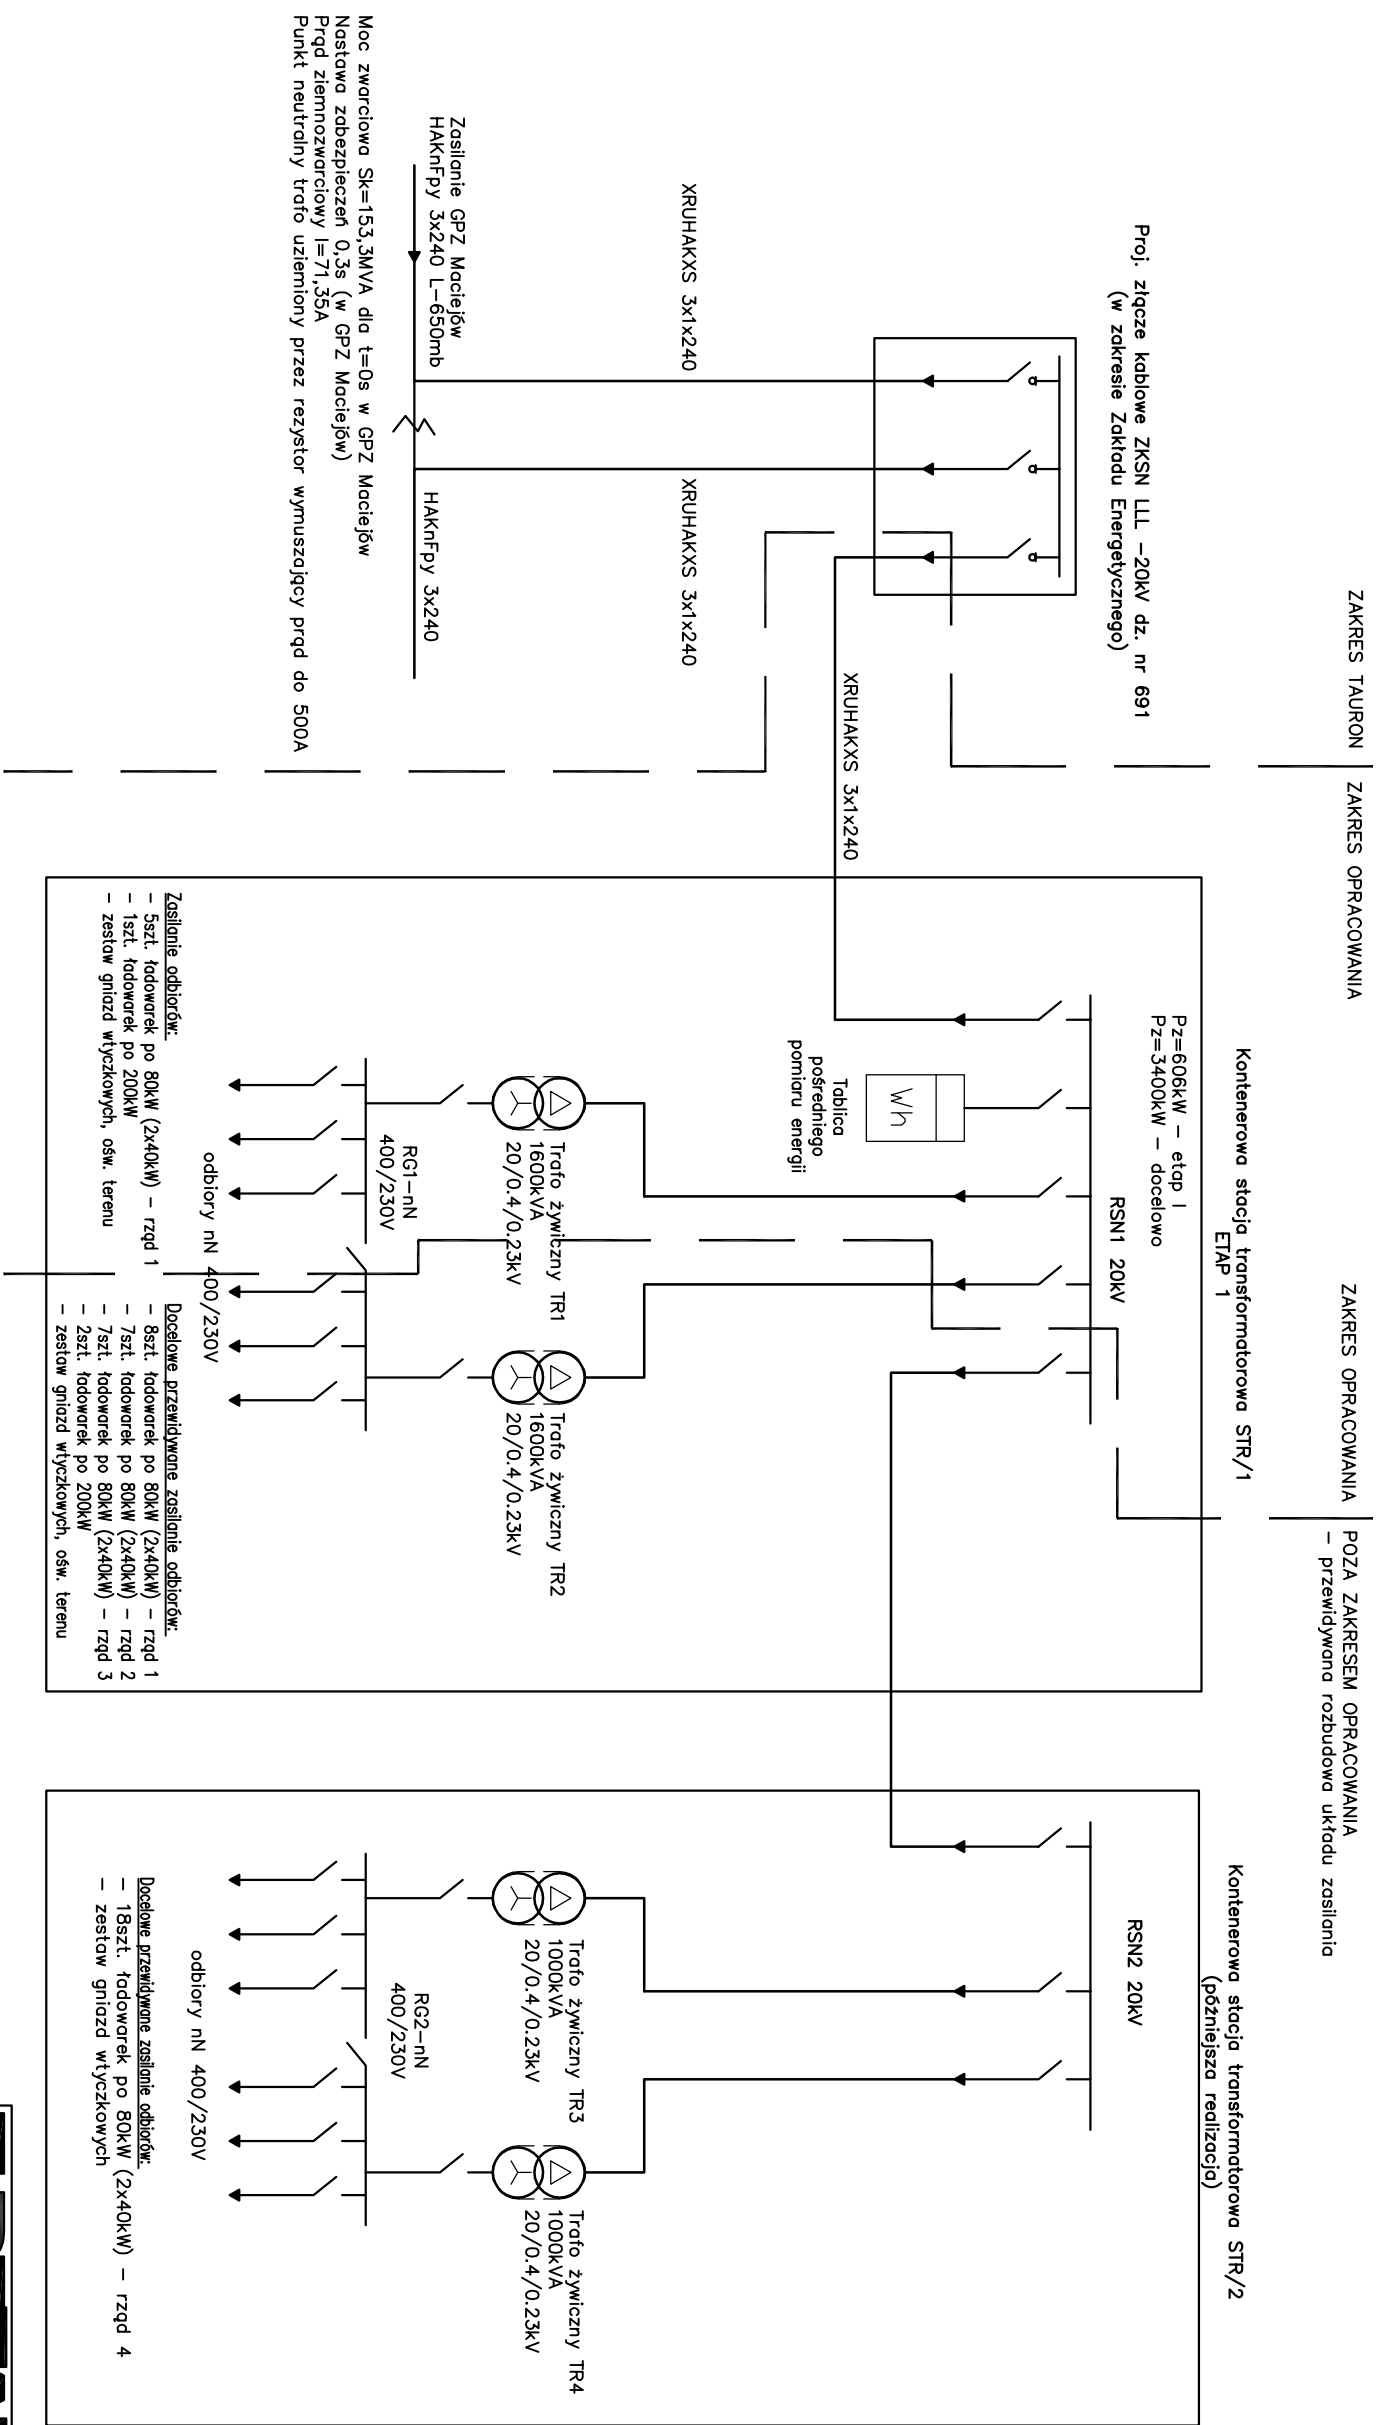 ZAKRES TAURON
ZAKRES OPRACOWANIA
ZAKRES OPRACOWANIA
POZA ZAKRESEM OPRACOWANIA
– przewidywana rozbudowa układu zasilania
Proj. złącze kablowe ZKSN LLL –20kV dz. nr 691
(w zakresie Zakładu Energetycznego)
XRUHAKXS 3x1x240
XRUHAKXS 3x1x240
XRUHAKXS 3x1x240
Zasilanie GPZ Maciejów
HAKnFpy 3x240 L–650mb
HAKnFpy 3x240
Moc zwarciowa Sk=153,3MVA dla t=0s w GPZ Maciejów
Nastawa zabezpieczeń 0,3s (w GPZ Maciejów)
Prąd ziemnozwarciowy I=71,35A
Punkt neutralny trafo uziemiony przez rezystor wymuszający prąd do 500A
Kontenerowa stacja transformatorowa STR/1
ETAP 1
Pz=606kW – etap I
Pz=3400kW – docelowo
RSN1 20kV
Wh
Tablica
pośredniego
pomiaru energii
Trafo żywiczny TR1
1600kVA
20/0.4/0.23kV
Trafo żywiczny TR2
1600kVA
20/0.4/0.23kV
RG1–nN
400/230V
odbiory nN 400/230V
Zasilanie odbiorów:
– 5szt. ładowarek po 80kW (2x40kW) – rząd 1
– 1szt. ładowarek po 200kW
– zestaw gniazd wtyczkowych, ośw. terenu
Docelowe przewidywane zasilanie odbiorów:
– 8szt. ładowarek po 80kW (2x40kW) – rząd 1
– 7szt. ładowarek po 80kW (2x40kW) – rząd 2
– 7szt. ładowarek po 80kW (2x40kW) – rząd 3
– 2szt. ładowarek po 200kW
– zestaw gniazd wtyczkowych, ośw. terenu
Kontenerowa stacja transformatorowa STR/2
(późniejsza realizacja)
RSN2 20kV
Trafo żywiczny TR3
1000kVA
20/0.4/0.23kV
Trafo żywiczny TR4
1000kVA
20/0.4/0.23kV
RG2–nN
400/230V
odbiory nN 400/230V
Docelowe przewidywane zasilanie odbiorów:
– 18szt. ładowarek po 80kW (2x40kW) – rząd 4
– zestaw gniazd wtyczkowych